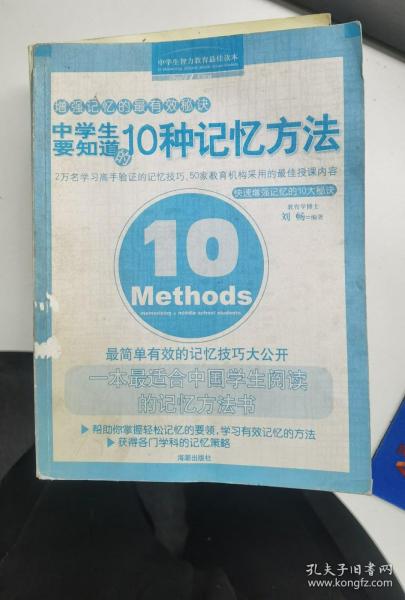 中学生智力教育最佳读本
增强记忆的最有效秘诀
中学生要知道的10种记忆方法
2万名学习高手验证的记忆技巧，50家教育机构采用的最佳授课内容
快速增强记忆的10大秘诀
教育学博士
刘 畅 编著
10
Methods
memorizing + middle school students
最简单有效的记忆技巧大公开
一本最适合中国学生阅读
的记忆方法书
▶ 帮助你掌握轻松记忆的要领，学习有效记忆的方法
▶ 获得各门学科的记忆策略
海潮出版社
孔夫子旧书网
www.kongfz.com